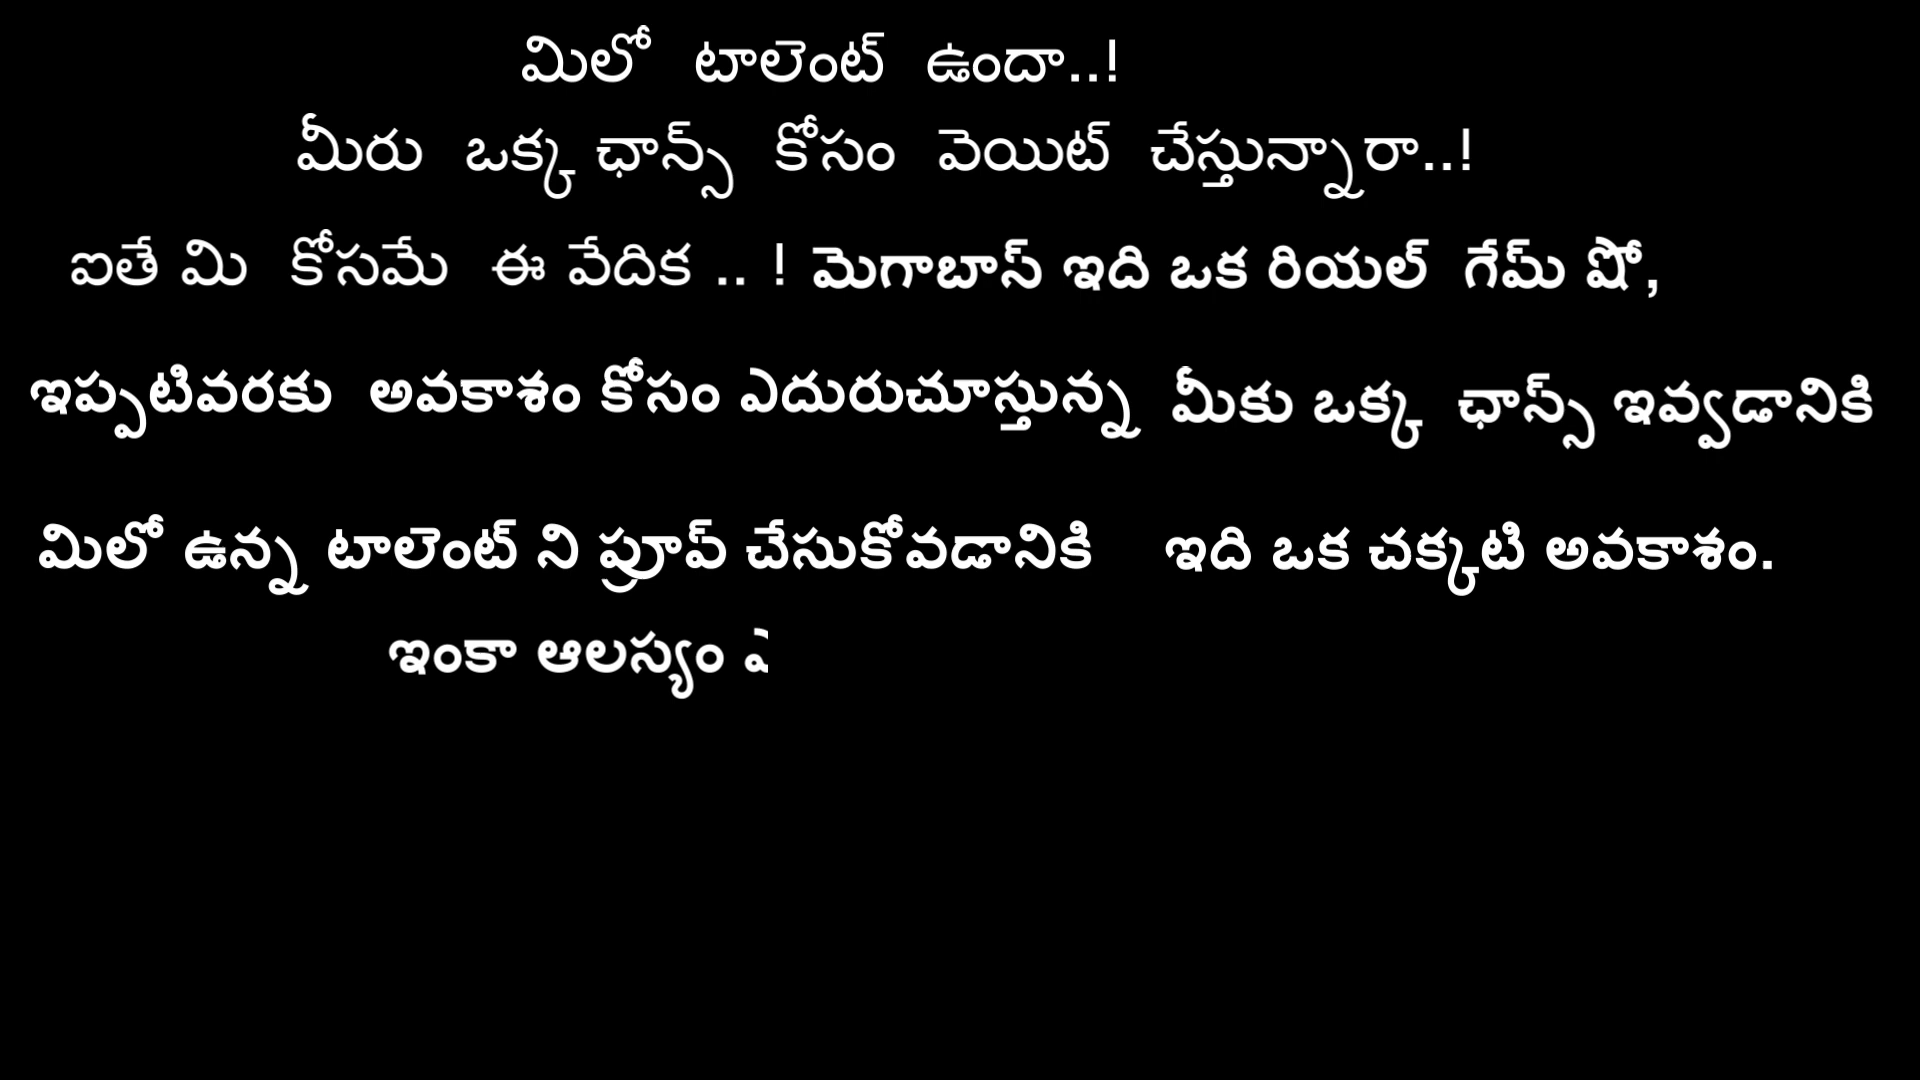 మిలో టాలెంట్ ఉందా..!
మీరు ఒక్క ఛాన్స్ కోసం వెయిట్ చేస్తున్నారా..!
ఐతే మి కోసమే ఈ వేదిక .. ! మెగాబాస్ ఇది ఒక రియల్ గేమ్ షో,
ఇప్పటివరకు అవకాశం కోసం ఎదురుచూస్తున్న మీకు ఒక్క ఛాస్స్ ఇవ్వడానికి
మిలో ఉన్న టాలెంట్ ని ప్రూప్ చేసుకోవడానికి ఇది ఒక చక్కటి అవకాశం.
ఇంకా ఆలస్యం